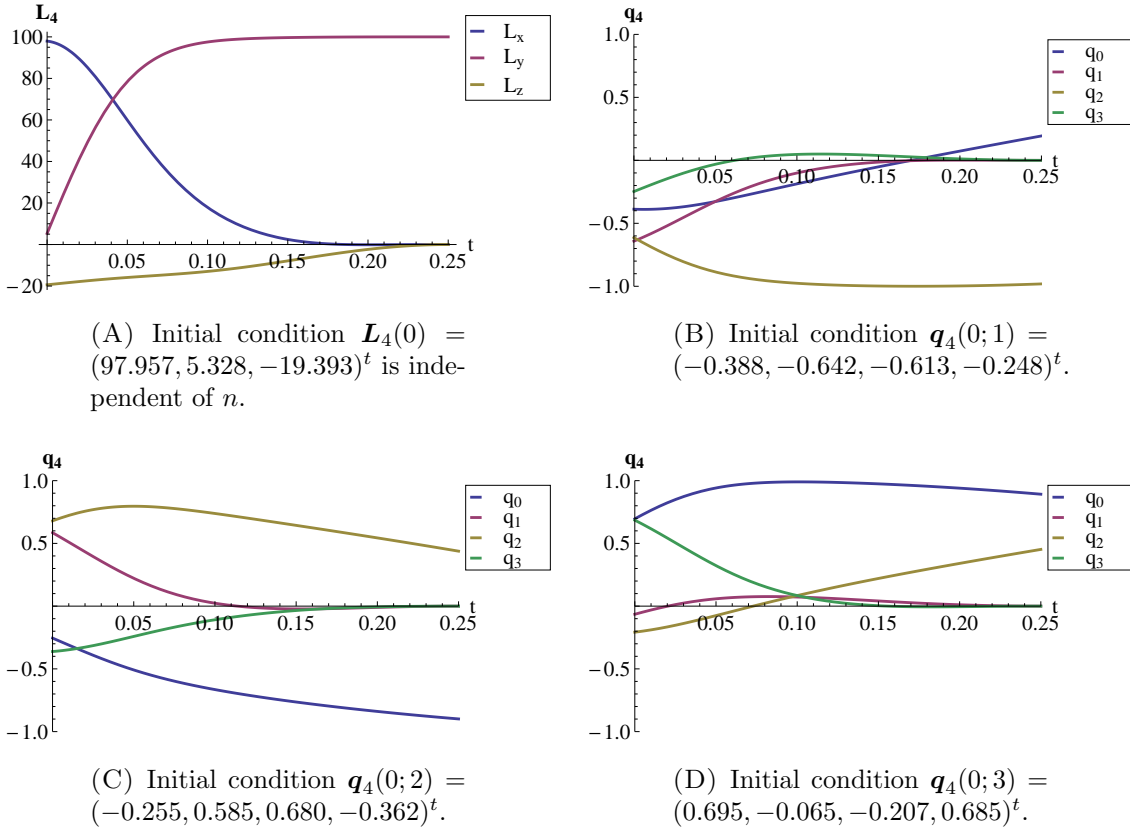 L4
100
80
60
40
20
−20
0.05 0.10 0.15 0.20 0.25
t
Lx
Ly
Lz
(A) Initial condition L4(0) =
(97.957, 5.328, −19.393)t is inde-
pendent of n.
q4
1.0
0.5
−0.5
−1.0
0.05 0.10 0.15 0.20 0.25
t
q0
q1
q2
q3
(B) Initial condition q4(0; 1) =
(−0.388, −0.642, −0.613, −0.248)t.
q4
1.0
0.5
−0.5
−1.0
0.05 0.10 0.15 0.20 0.25
t
q0
q1
q2
q3
(C) Initial condition q4(0; 2) =
(−0.255, 0.585, 0.680, −0.362)t.
q4
1.0
0.5
−0.5
−1.0
0.05 0.10 0.15 0.20 0.25
t
q0
q1
q2
q3
(D) Initial condition q4(0; 3) =
(0.695, −0.065, −0.207, 0.685)t.